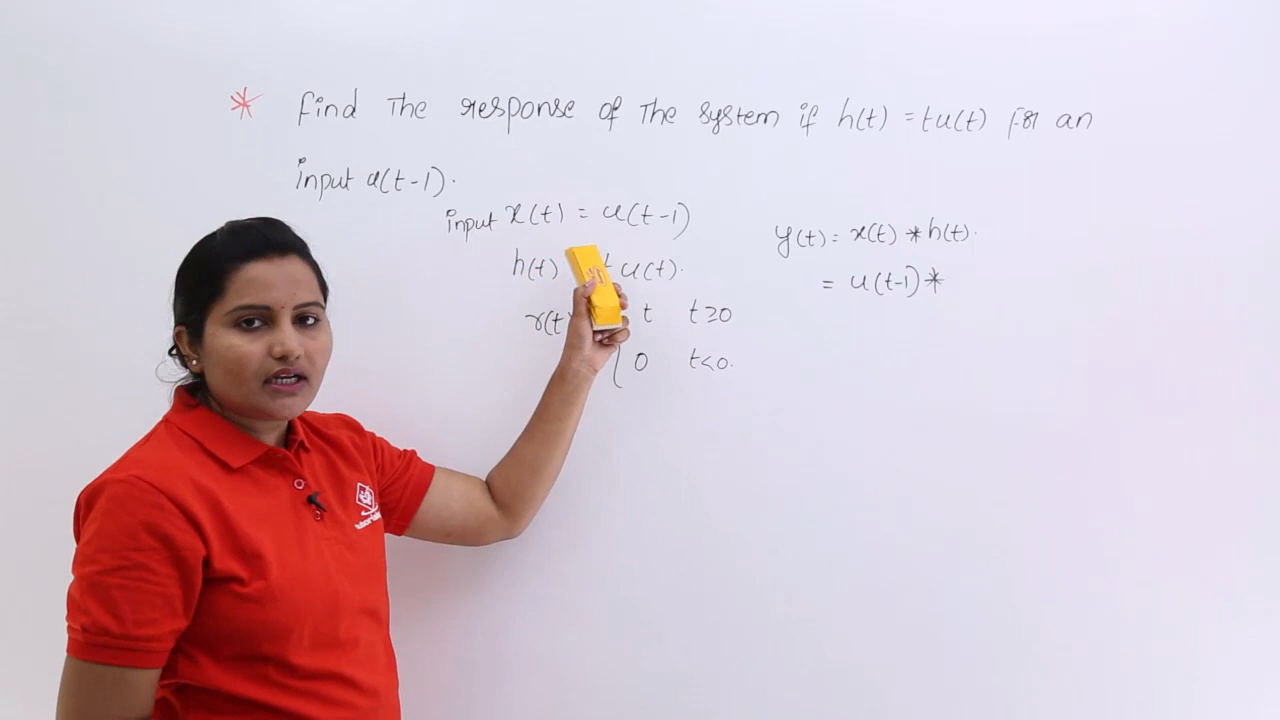 * Find the response of the system if h(t) = tu(t) for an
input u(t-1).
input x(t) = u(t-1)
h(t) t u(t).
r(t) { t t≥0
0 t<0.
y(t) = x(t) * h(t).
= u(t-1) *